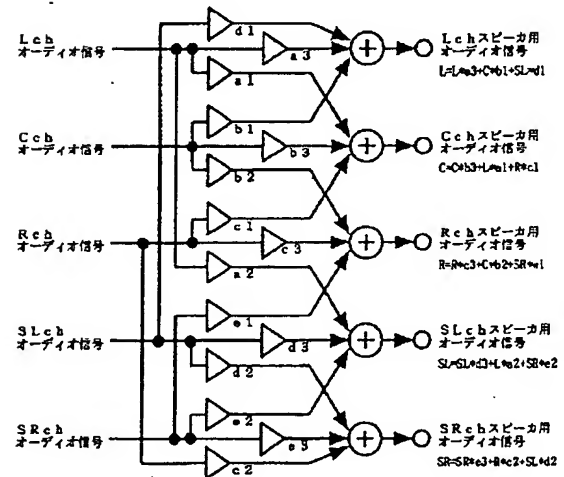 Lch
オーディオ信号
d1
a3
a1
Lchスピーカ用
オーディオ信号
L=L*a3+C*b1+SL*d1
Cch
オーディオ信号
b1
b3
b2
Cchスピーカ用
オーディオ信号
C=C*b3+L*a1+R*c1
Rch
オーディオ信号
c1
c3
a2
Rchスピーカ用
オーディオ信号
R=R*c3+C*b2+SR*e1
SLch
オーディオ信号
e1
d3
d2
SLchスピーカ用
オーディオ信号
SL=SL*d3+L*a2+SR*e2
SRch
オーディオ信号
e2
e3
c2
SRchスピーカ用
オーディオ信号
SR=SR*e3+R*c2+SL*d2